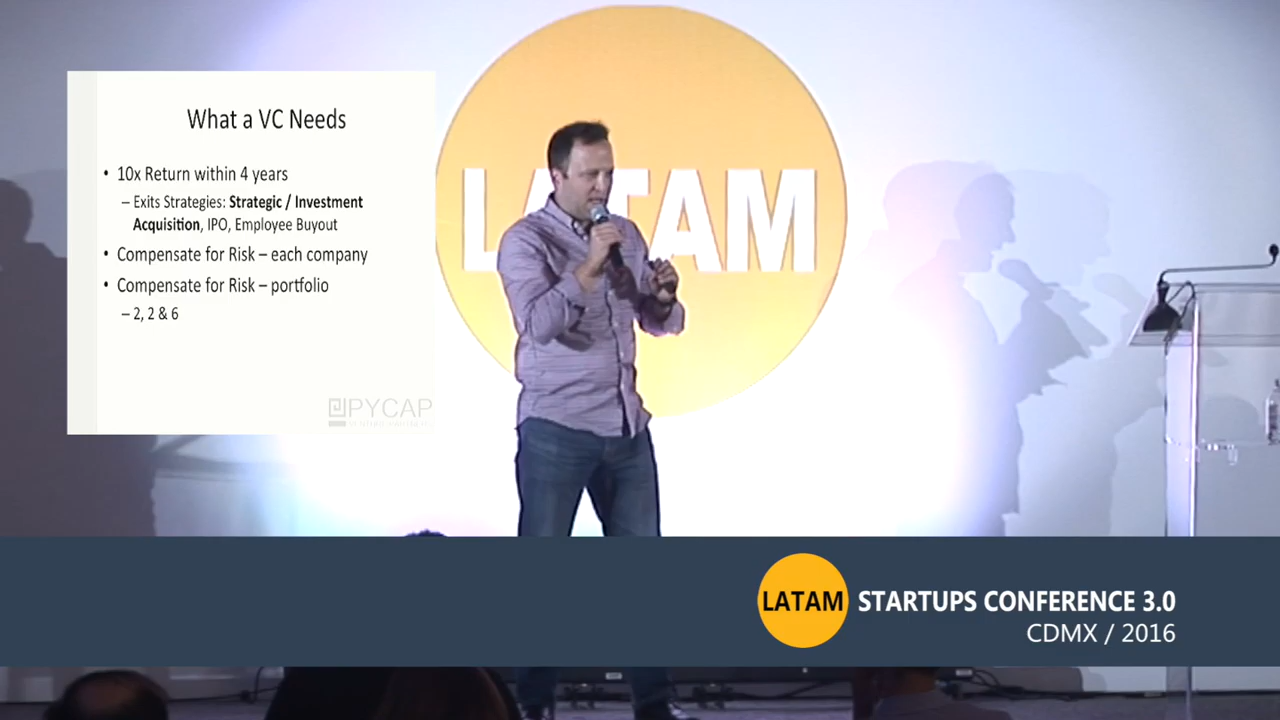 What a VC Needs
• 10x Return within 4 years
– Exits Strategies: Strategic / Investment
Acquisition, IPO, Employee Buyout
• Compensate for Risk – each company
• Compensate for Risk – portfolio
– 2, 2 & 6
PYCAP
LATAM
LATAM STARTUPS CONFERENCE 3.0
CDMX / 2016